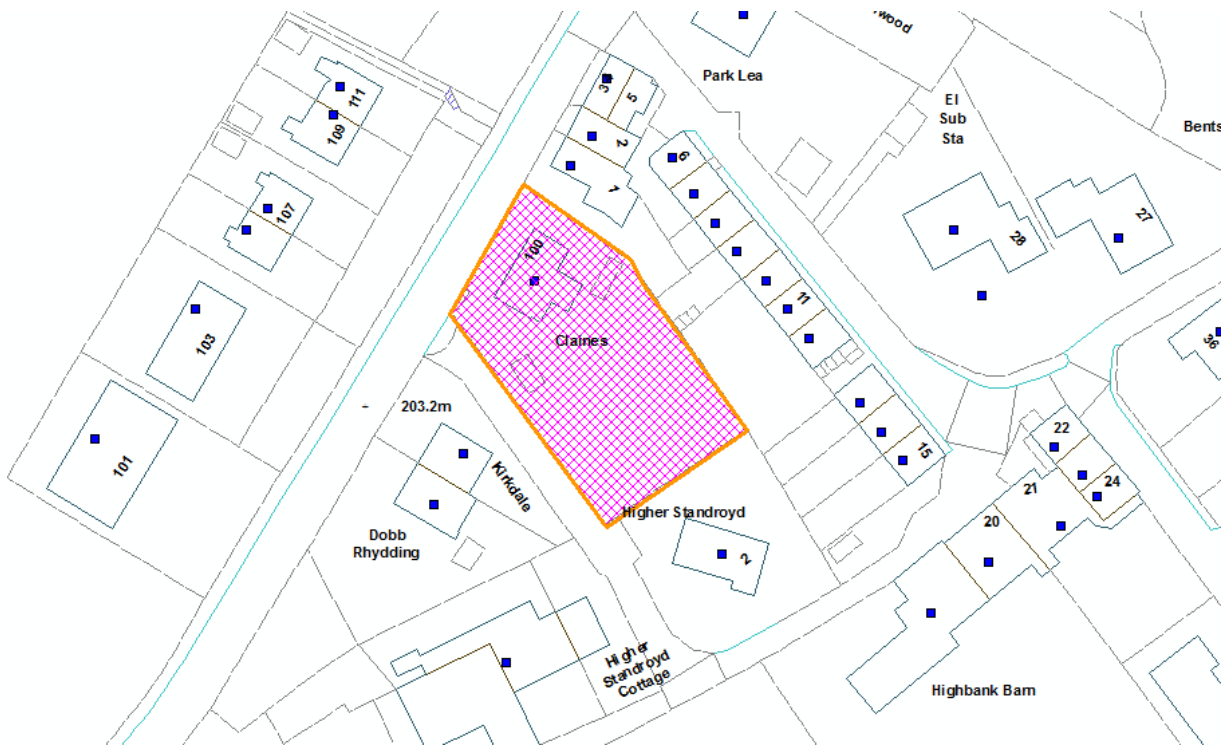 Park Lea
El
Sub
Sta
Bents
111
109
5
2
1
6
107
27
28
100
11
103
36
Claines
203.2m
101
22
15
24
Kirkdale
21
Higher Standroyd
20
Dobb
Rhydding
2
Higher
Standroyd
Cottage
Highbank Barn